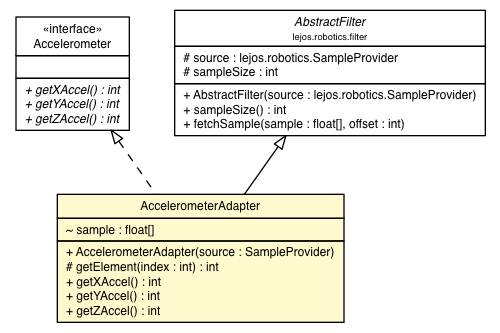 «interface»
Accelerometer
+ getXAccel() : int
+ getYAccel() : int
+ getZAccel() : int
AbstractFilter
lejos.robotics.filter
# source : lejos.robotics.SampleProvider
# sampleSize : int
+ AbstractFilter(source : lejos.robotics.SampleProvider)
+ sampleSize() : int
+ fetchSample(sample : float[], offset : int)
AccelerometerAdapter
~ sample : float[]
+ AccelerometerAdapter(source : SampleProvider)
# getElement(index : int) : int
+ getXAccel() : int
+ getYAccel() : int
+ getZAccel() : int